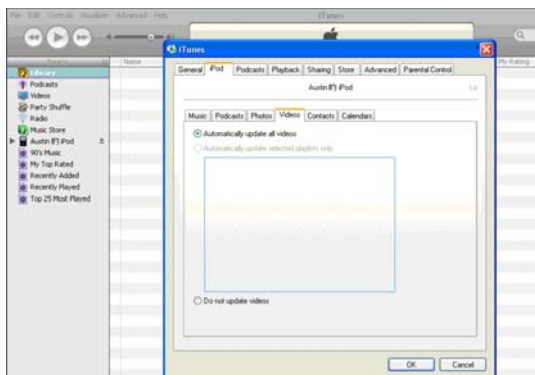 File Edit Controls Visualizer Advanced Help
iTunes
Source
Name
My Rating
Library
Podcasts
Videos
Party Shuffle
Radio
Music Store
Austin 的 iPod
90's Music
My Top Rated
Recently Added
Recently Played
Top 25 Most Played
iTunes
General iPod Podcasts Playback Sharing Store Advanced Parental Control
Austin 的 iPod
Music Podcasts Photos Videos Contacts Calendars
Automatically update all videos
Automatically update selected playlists only:
Do not update videos
OK Cancel